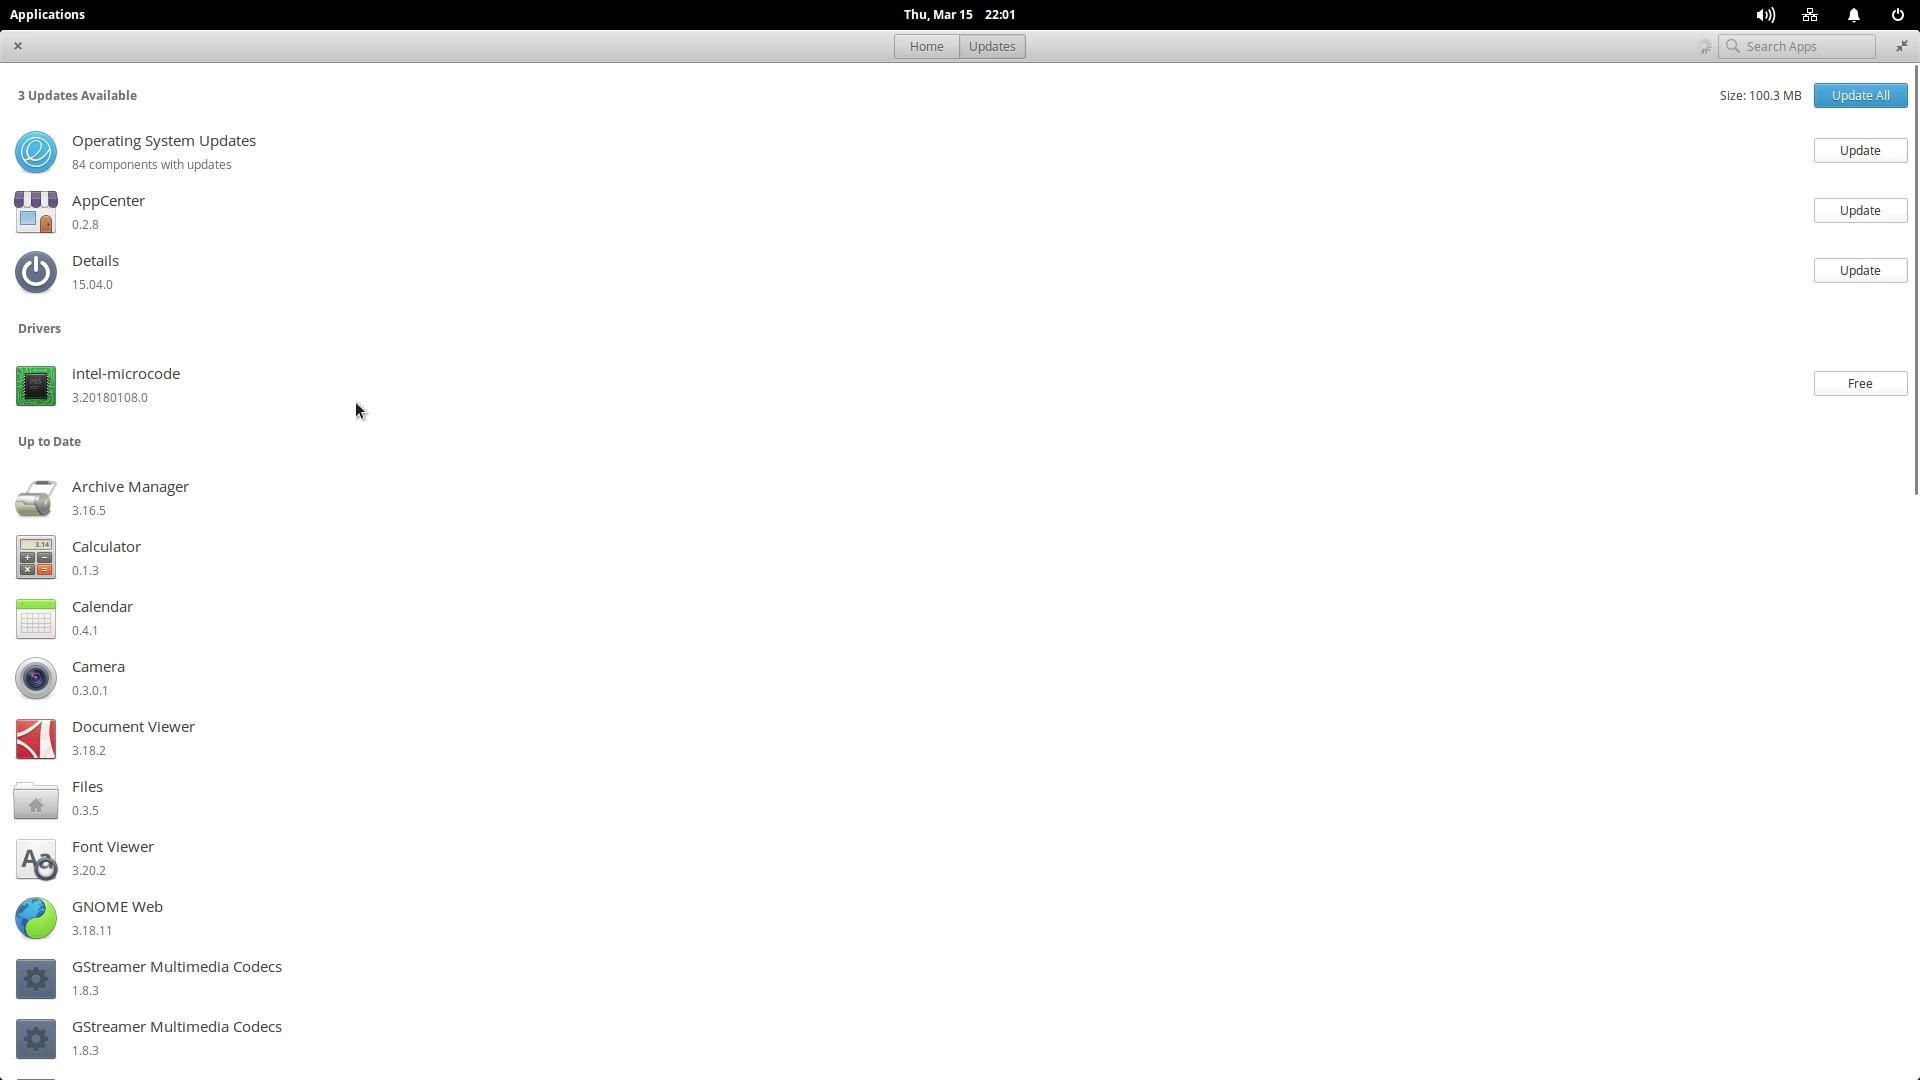 Applications
Thu, Mar 15 22:01
Home
Updates
Search Apps
3 Updates Available
Size: 100.3 MB
Update All
Operating System Updates
84 components with updates
Update
AppCenter
0.2.8
Update
Details
15.04.0
Update
Drivers
intel-microcode
3.20180108.0
Free
Up to Date
Archive Manager
3.16.5
3.14
Calculator
0.1.3
Calendar
0.4.1
Camera
0.3.0.1
Document Viewer
3.18.2
Files
0.3.5
Aa
Font Viewer
3.20.2
GNOME Web
3.18.11
GStreamer Multimedia Codecs
1.8.3
GStreamer Multimedia Codecs
1.8.3